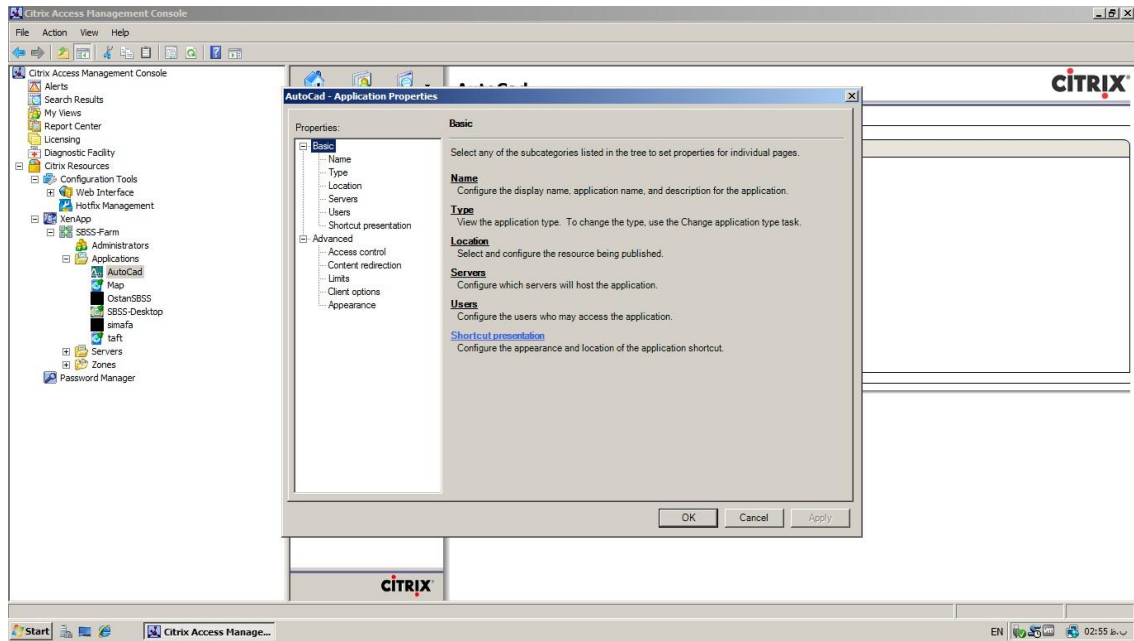 Citrix Access Management Console
File Action View Help
Citrix Access Management Console
Alerts
Search Results
My Views
Report Center
Licensing
Diagnostic Facility
Citrix Resources
Configuration Tools
Web Interface
Hotfix Management
XenApp
SBSS-Farm
Administrators
Applications
AutoCad
Map
OstanSBSS
SBSS-Desktop
simafa
taft
Servers
Zones
Password Manager
CITRIX
AutoCad - Application Properties
Properties:
Basic
Name
Type
Location
Servers
Users
Shortcut presentation
Advanced
Access control
Content redirection
Limits
Client options
Appearance
Basic
Select any of the subcategories listed in the tree to set properties for individual pages.
Name
Configure the display name, application name, and description for the application.
Type
View the application type. To change the type, use the Change application type task.
Location
Select and configure the resource being published.
Servers
Configure which servers will host the application.
Users
Configure the users who may access the application.
Shortcut presentation
Configure the appearance and location of the application shortcut.
OK Cancel Apply
CITRIX
Start Citrix Access Manage... EN 02:55 ب.ظ